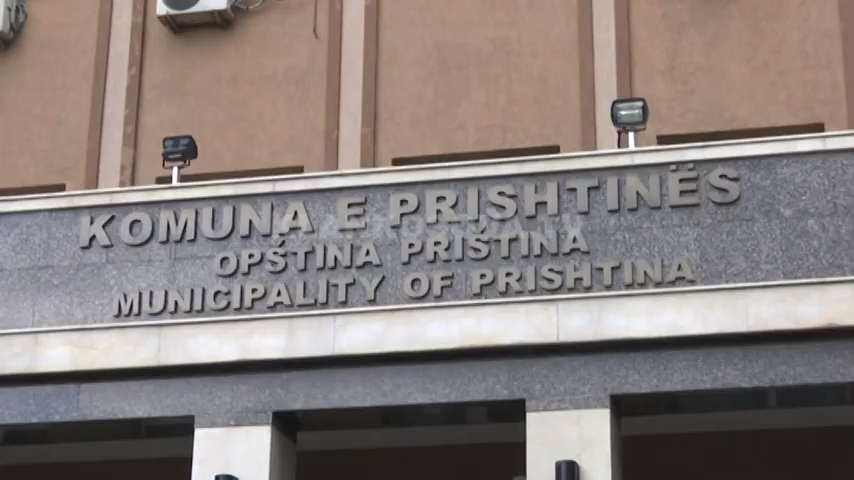 KOMUNA E PRISHTINËS
OPŠTINA PRIŠTINA
MUNICIPALITY OF PRISHTINA